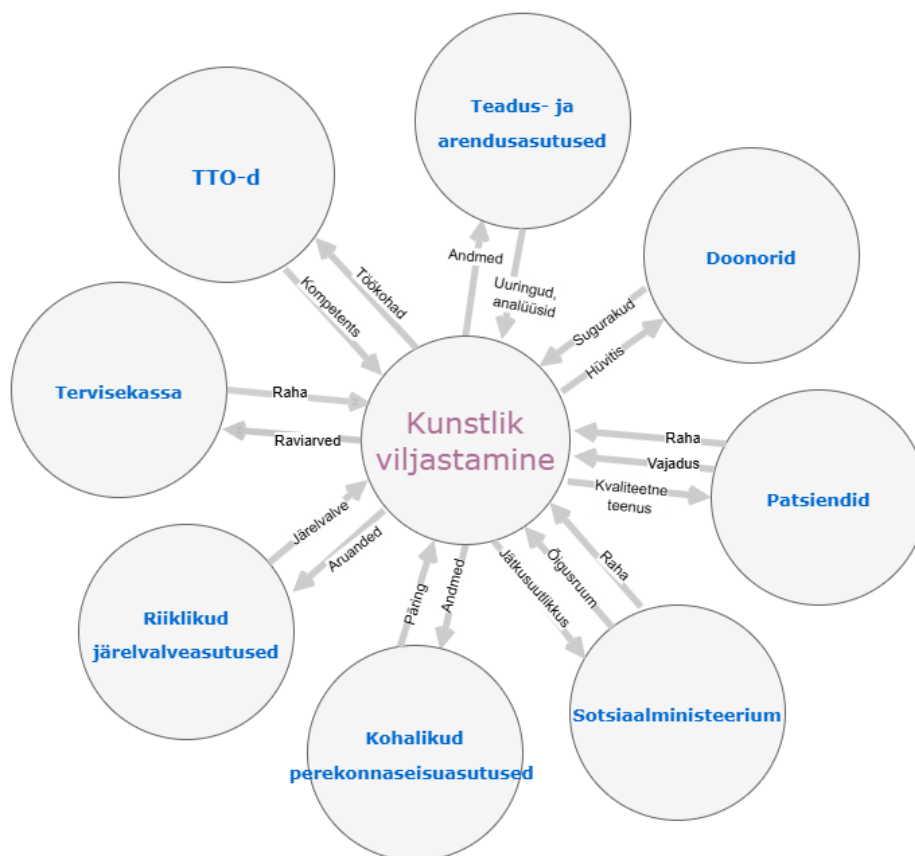 Teadus- ja
arendusasutused
TTO-d
Doonorid
Andmed
Uuringud,
analüüsid
Töökohad
Kompetents
Sugurakud
Hüvitis
Tervisekassa
Raha
Raviarved
Kunstlik
viljastamine
Raha
Vajadus
Kvaliteetne
teenus
Patsiendid
Järelvalve
Aruanded
Päring
Andmed
Jätkusuutlikkus
Õigusruum
Raha
Riiklikud
järelvalveasutused
Kohalikud
perekonnaseisuasutused
Sotsiaalministeerium